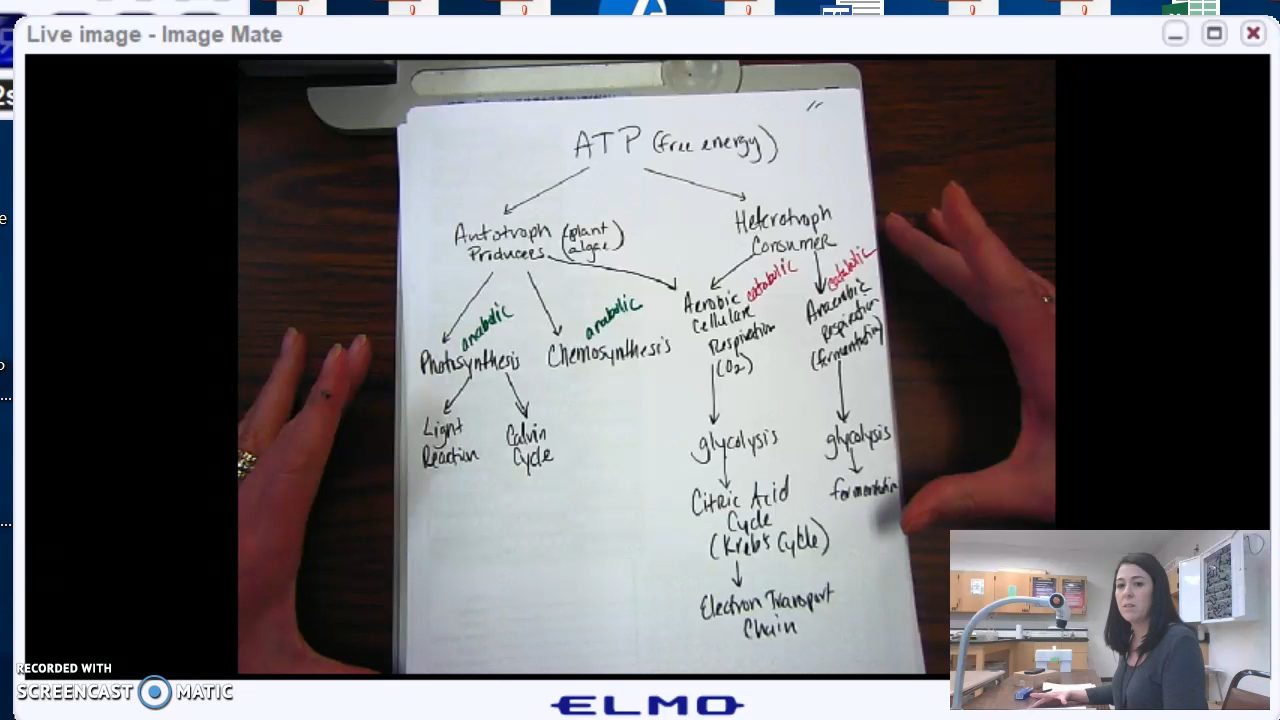 Live image - Image Mate
2s
e
ATP (free energy)
Autotroph (plant
Producers algae)
Heterotroph
Consumer
anabolic
Photosynthesis
anabolic
Chemosynthesis
catabolic
Aerobic
Cellular
Respiration
(O2)
catabolic
Anaerobic
Respiration
(fermentation)
Light
Reaction
Calvin
Cycle
glycolysis
Citric Acid
Cycle
(Krebs Cycle)
Electron Transport
Chain
glycolysis
fermentation
RECORDED WITH
SCREENCAST MATIC
ELMO